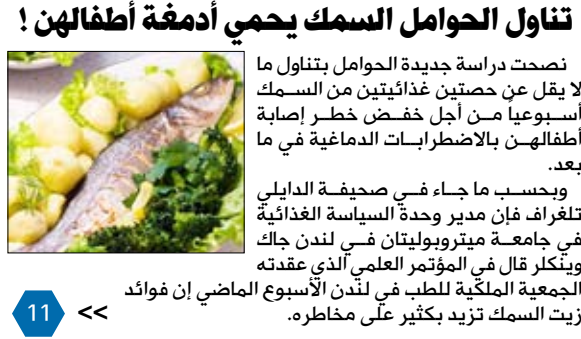 تناول الحوامل السمك يحمي أدمغة أطفالهن !
نصحت دراسة جديدة الحوامل بتناول ما
لا يقل عن حصتين غذائيتين من السمك
أسبوعياً من أجل خفض خطر إصابة
أطفالهن بالاضطرابات الدماغية في ما
بعد.
وبحسب ما جاء في صحيفة الدايلي
تلغراف فإن مدير وحدة السياسة الغذائية
في جامعة ميتروبوليتان في لندن جاك
وينكلر قال في المؤتمر العلمي الذي عقدته
الجمعية الملكية للطب في لندن الأسبوع الماضي إن فوائد
زيت السمك تزيد بكثير على مخاطره.
>> 11